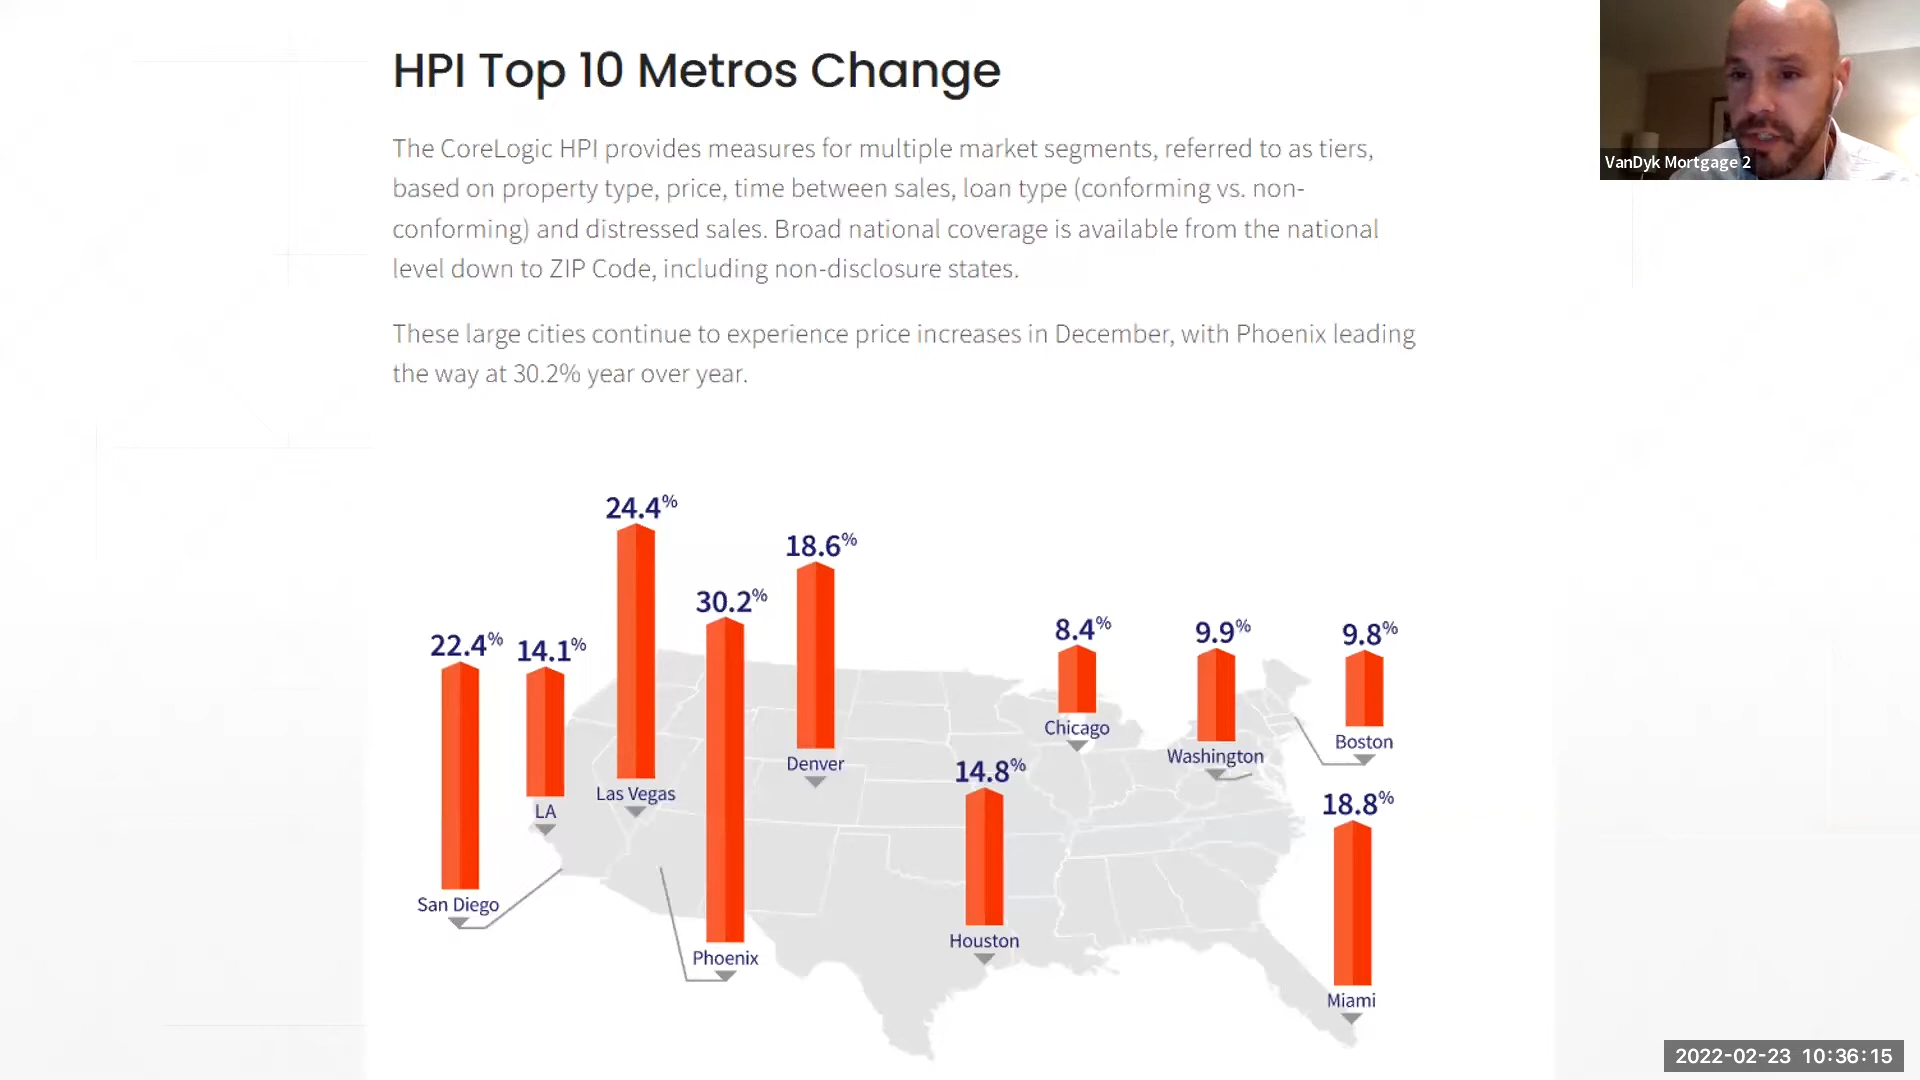 HPI Top 10 Metros Change
The CoreLogic HPI provides measures for multiple market segments, referred to as tiers,
based on property type, price, time between sales, loan type (conforming vs. non-
conforming) and distressed sales. Broad national coverage is available from the national
level down to ZIP Code, including non-disclosure states.
These large cities continue to experience price increases in December, with Phoenix leading
the way at 30.2% year over year.
VanDyk Mortgage 2
22.4%
San Diego
14.1%
LA
24.4%
Las Vegas
30.2%
Phoenix
18.6%
Denver
14.8%
Houston
8.4%
Chicago
9.9%
Washington
9.8%
Boston
18.8%
Miami
2022-02-23 10:36:15